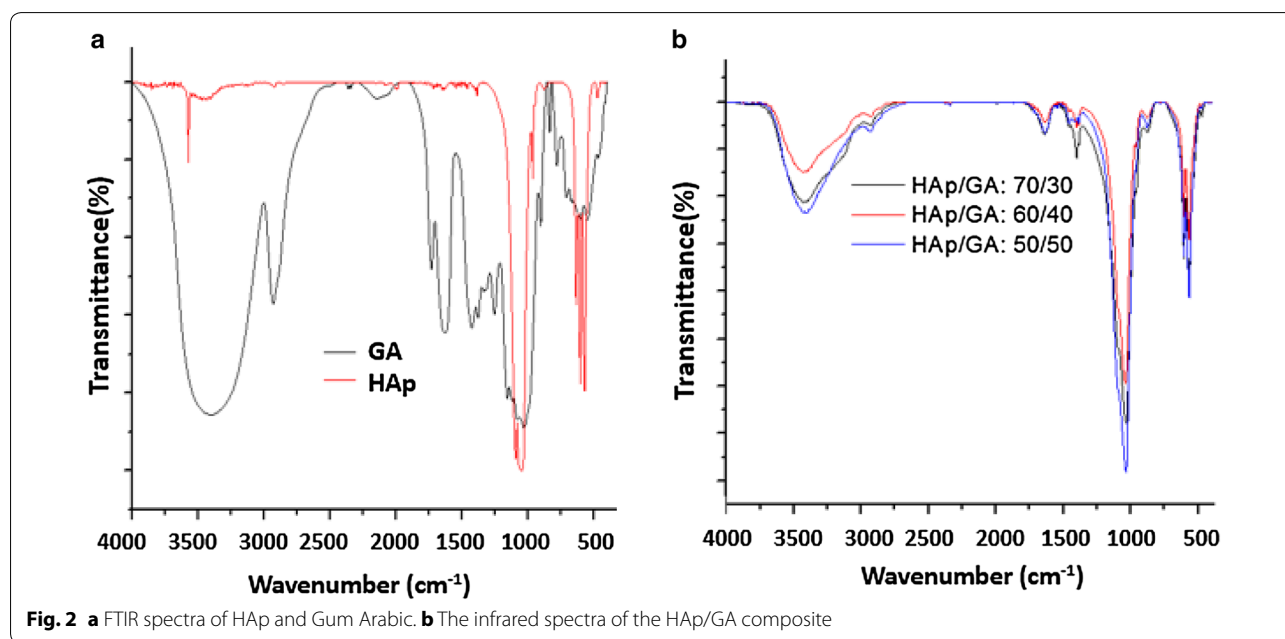 a
b
Transmittance(%)
GA
HAp
4000 3500 3000 2500 2000 1500 1000 500
Wavenumber (cm⁻¹)
Transmittance(%)
HAp/GA: 70/30
HAp/GA: 60/40
HAp/GA: 50/50
4000 3500 3000 2500 2000 1500 1000 500
Wavenumber (cm⁻¹)
Fig. 2 a FTIR spectra of HAp and Gum Arabic. b The infrared spectra of the HAp/GA composite